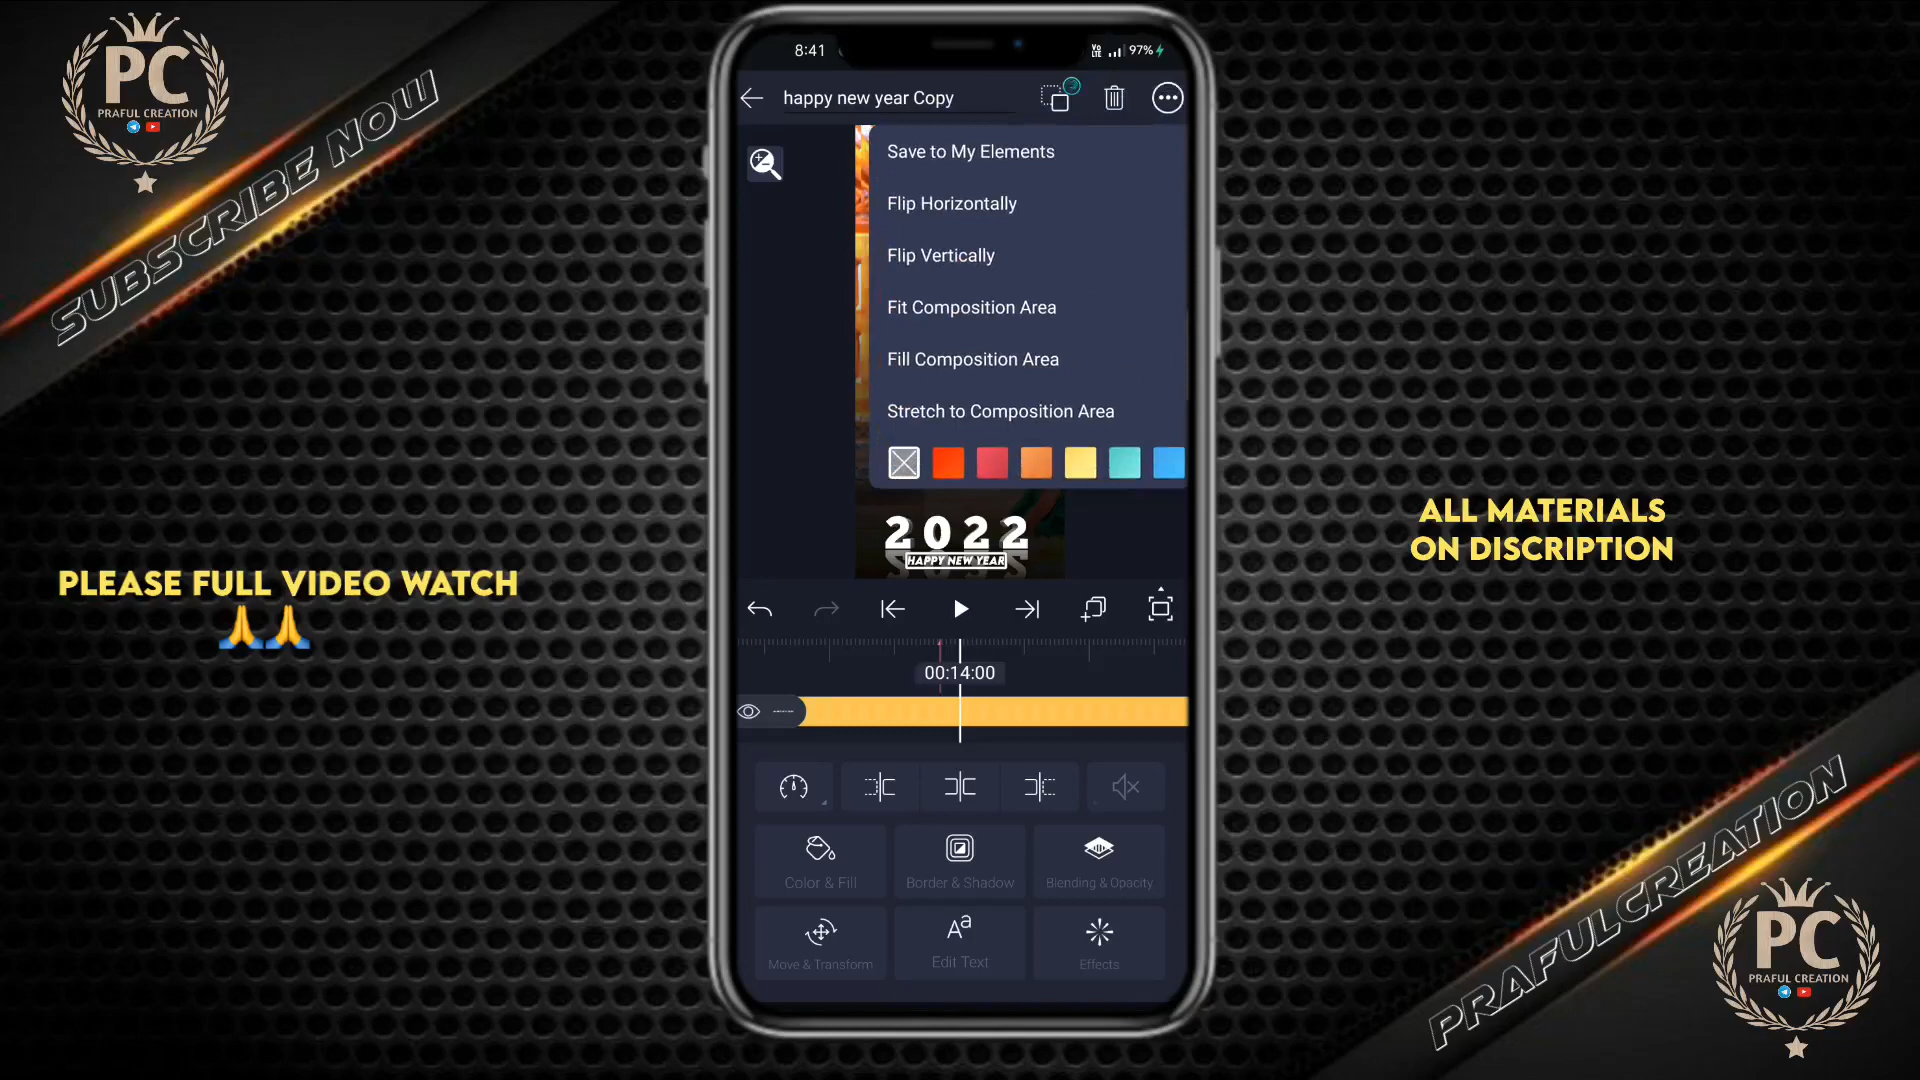 PC
PRAFUL CREATION
SUBSCRIBE NOW
PLEASE FULL VIDEO WATCH
8:41
97%
happy new year Copy
Save to My Elements
Flip Horizontally
Flip Vertically
Fit Composition Area
Fill Composition Area
Stretch to Composition Area
2022
HAPPY NEW YEAR
00:14:00
Color & Fill
Border & Shadow
Blending & Opacity
Move & Transform
Edit Text
Effects
ALL MATERIALS
ON DISCRIPTION
PRAFULCREATION
PC
PRAFUL CREATION